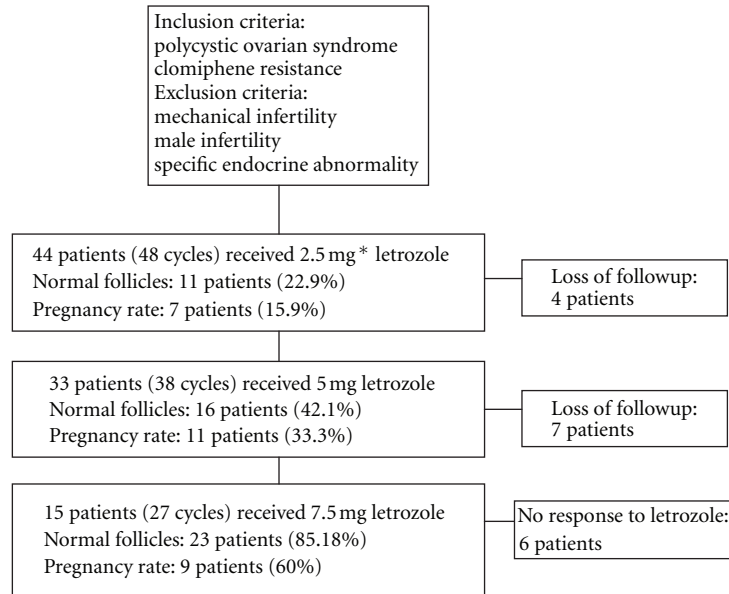 Inclusion criteria:
polycystic ovarian syndrome
clomiphene resistance
Exclusion criteria:
mechanical infertility
male infertility
specific endocrine abnormality
44 patients (48 cycles) received 2.5 mg* letrozole
Normal follicles: 11 patients (22.9%)
Pregnancy rate: 7 patients (15.9%)
Loss of followup:
4 patients
33 patients (38 cycles) received 5 mg letrozole
Normal follicles: 16 patients (42.1%)
Pregnancy rate: 11 patients (33.3%)
Loss of followup:
7 patients
15 patients (27 cycles) received 7.5 mg letrozole
Normal follicles: 23 patients (85.18%)
Pregnancy rate: 9 patients (60%)
No response to letrozole:
6 patients